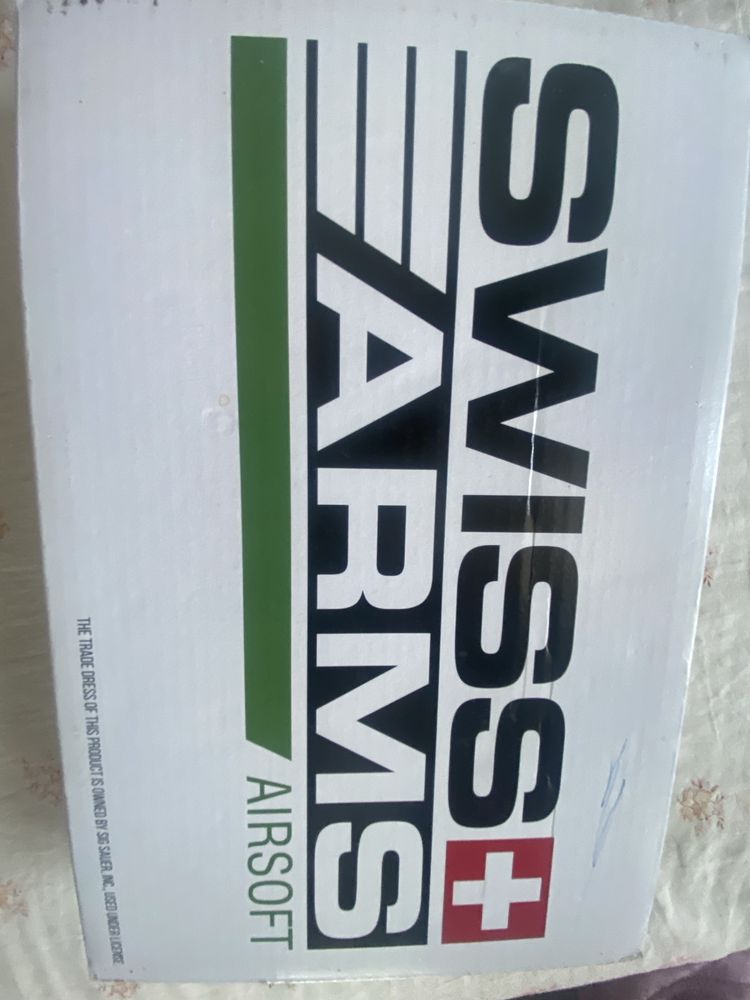 SWISS
ARMS
AIRSOFT
THE TRADE DRESS OF THIS PRODUCT IS OWNED BY SIG SAUER, INC., USED UNDER LICENSE